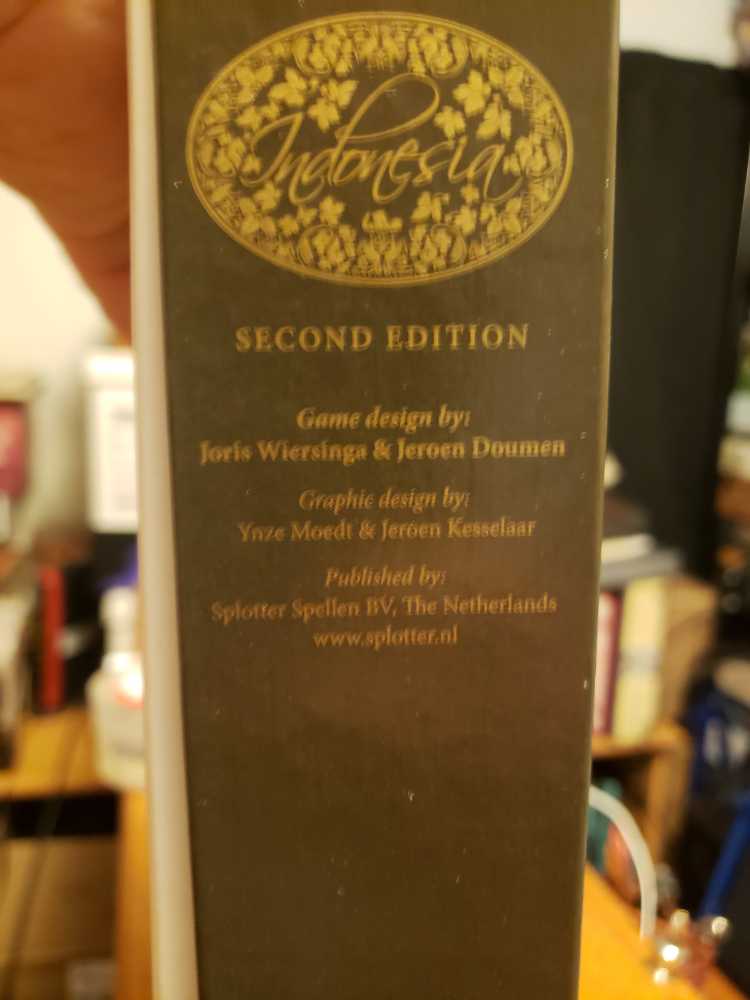 Indonesia
SECOND EDITION
Game design by:
Joris Wiersinga & Jeroen Doumen
Graphic design by:
Ynze Moedt & Jeroen Kesselaar
Published by:
Splotter Spellen BV, The Netherlands
www.splotter.nl